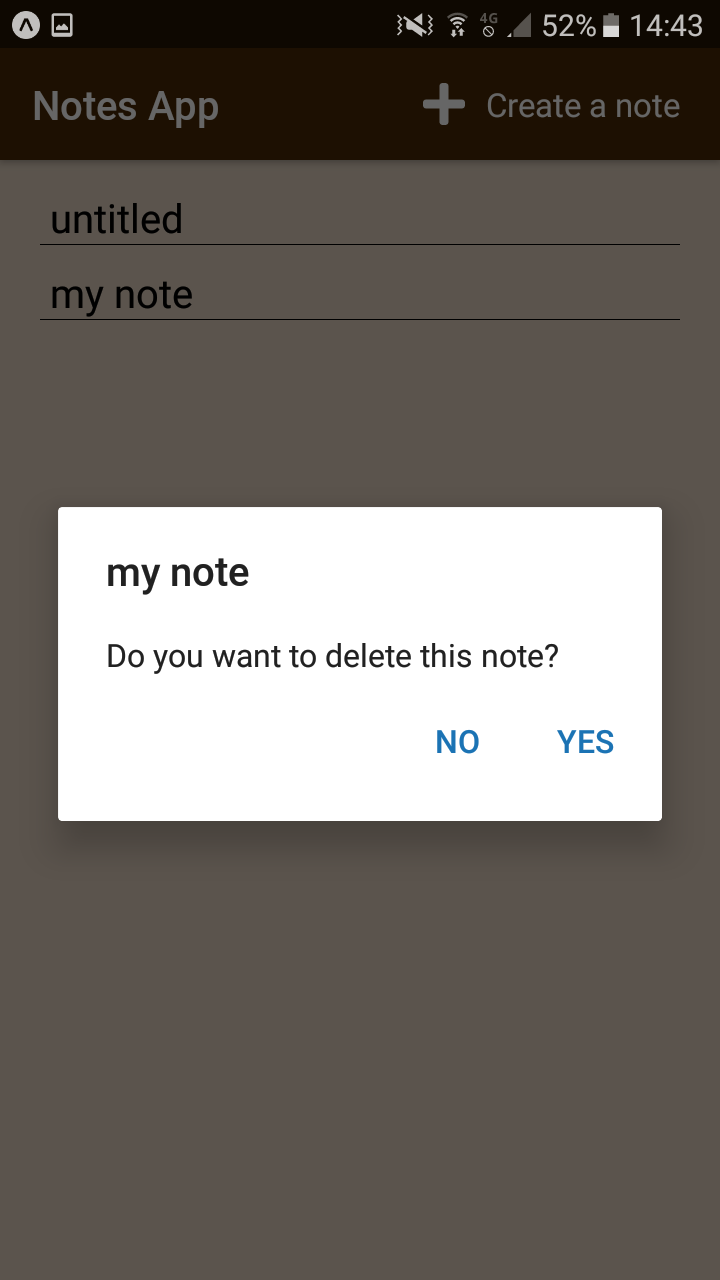 4G 52% 14:43
Notes App Create a note
untitled
my note
my note
Do you want to delete this note?
NO YES